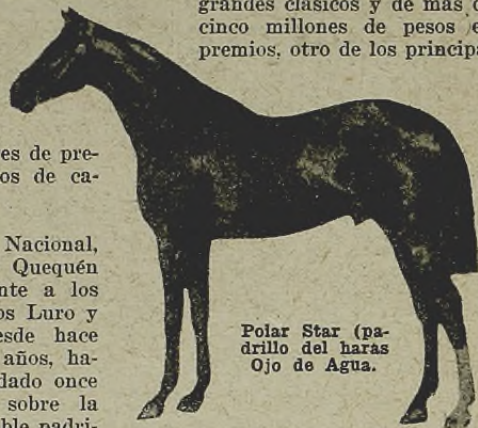 grandes clásicos y de más
cinco millones de pesos
premios, otro de los
es de pre-
os de ca-
Nacional,
Quequén
nte a los
os Luro y
esde hace
años, ha-
dado once
sobre la
ble padri-
Polar Star (pa-
drillo del haras
Ojo de Agua.